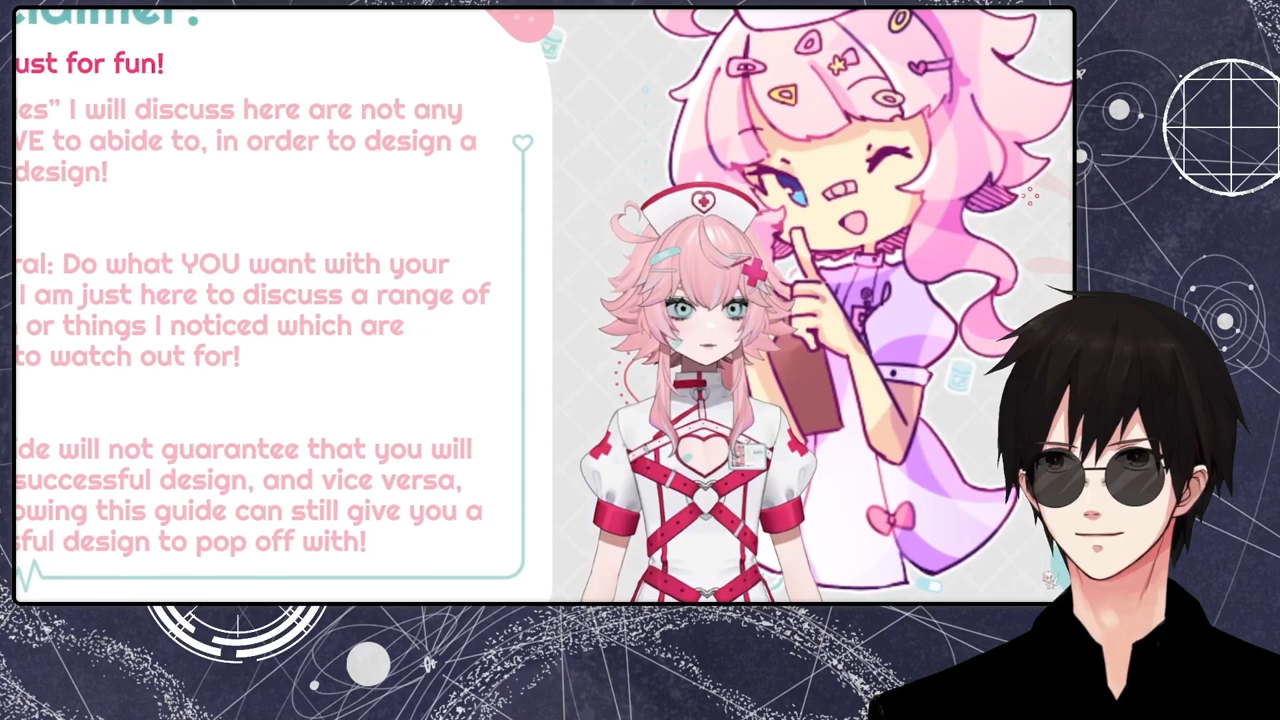 laimer:
ust for fun!
es” I will discuss here are not any
VE to abide to, in order to design a
design!
ral: Do what YOU want with your
I am just here to discuss a range of
or things I noticed which are
to watch out for!
de will not guarantee that you will
successful design, and vice versa,
owing this guide can still give you a
sful design to pop off with!